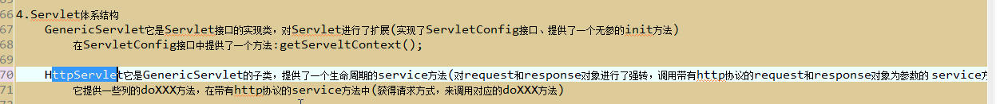 66 4.Servlet体系结构
67 GenericServlet它是Servlet接口的实现类，对Servlet进行了扩展(实现了ServletConfig接口、提供了一个无参的init方法)
68 在ServletConfig接口中提供了一个方法:getServeltContext();
69
70 HttpServlet它是GenericServlet的子类，提供了一个生命周期的service方法(对request和response对象进行了强转，调用带有http协议的request和response对象为参数的 service方
71 它提供一些列的doXXX方法，在带有http协议的service方法中(获得请求方式，来调用对应的doXXX方法)